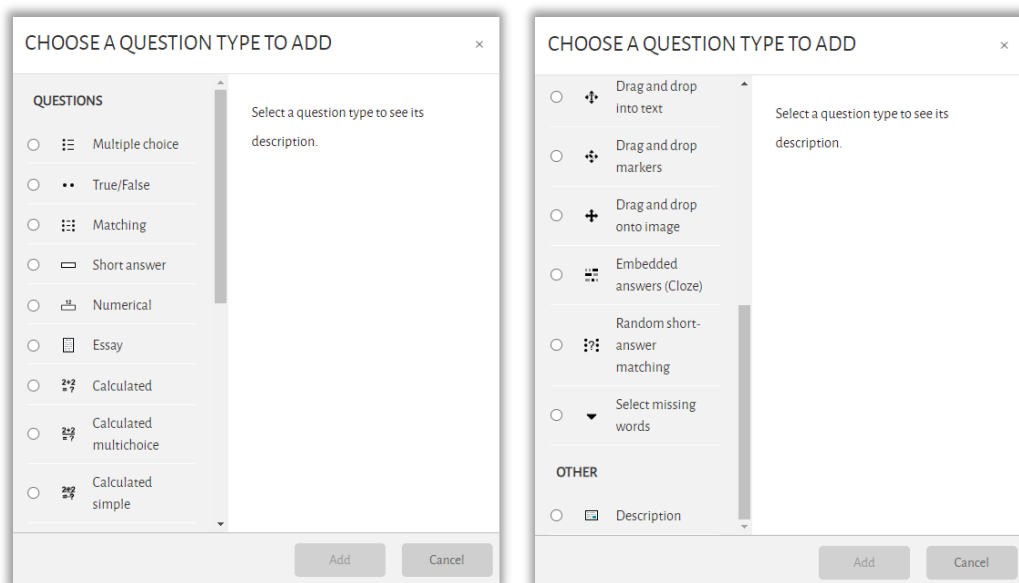 CHOOSE A QUESTION TYPE TO ADD
×
QUESTIONS
Multiple choice
True/False
Matching
Short answer
Numerical
Essay
Calculated
Calculated
multichoice
Calculated
simple
Select a question type to see its
description.
Add
Cancel
CHOOSE A QUESTION TYPE TO ADD
×
Drag and drop
into text
Drag and drop
markers
Drag and drop
onto image
Embedded
answers (Cloze)
Random short-
answer
matching
Select missing
words
OTHER
Description
Select a question type to see its
description.
Add
Cancel